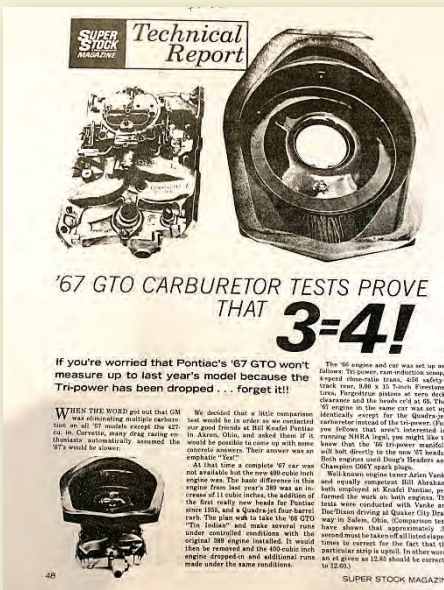 SUPER
STOCK
MAGAZINE
Technical
Report
'67 GTO CARBURETOR TESTS PROVE
THAT 3=4!
If you're worried that Pontiac's '67 GTO won't
measure up to last year's model because the
Tri-power has been dropped . . . forget it!!
WHEN THE WORD got out that GM
was eliminating multiple carbure-
tion on all '67 models except the 427-
cu. in. Corvette, many drag racing en-
thusiasts automatically assumed the
'67's would be slower.
We decided that a little comparison
test would be in order so we contacted
our good friends at Bill Knafel Pontiac
in Akron, Ohio, and asked them if it
would be possible to come up with some
concrete answers. Their answer was an
emphatic "Yes!"
At that time a complete '67 car was
not available but the new 400-cubic inch
engine was. The basic difference in this
engine from last year's 389 was an in-
crease of 11 cubic inches, the addition of
the first really new heads for Pontiac
since 1955, and a Quadra-jet four-barrel
carb. The plan was to take the '66 GTO
"Tin Indian" and make several runs
under controlled conditions with the
original 389 engine installed. It would
then be removed and the 400-cubic inch
engine dropped-in and additional runs
made under the same conditions.
The '66 engine and car was set up as
follows: Tri-power, ram-induction scoop,
4-speed close-ratio trans, 4:56 safety-
track rear, 9.00 x 15 7-inch Firestone
tires, Forgedtrue pistons at zero deck
clearance and the heads cc'd at 65. The
'67 engine in the same car was set up
identically except for the Quadra-jet
carburetor instead of the tri-power. (For
you fellows that aren't interested in
running NHRA legal, you might like to
know that the '66 tri-power manifold
will bolt directly to the new '67 heads.)
Both engines used Doug's Headers and
Champion spark plugs.
Well-known engine tuner Arlen Vanke
and equally competent Bill Abraham,
both employed at Knafel Pontiac, per-
formed the work on both engines. The
tests were conducted with Vanke and
Doc Dixon driving at Quaker City Drag-
way in Salem, Ohio. (Comparison tests
have shown that approximately
second must be taken off all listed elapsed
times to correct for the fact that this
particular strip is uphill. In other words
an et given as 12.85 should be corrected
to 12.60.)
48
SUPER STOCK MAGAZINE